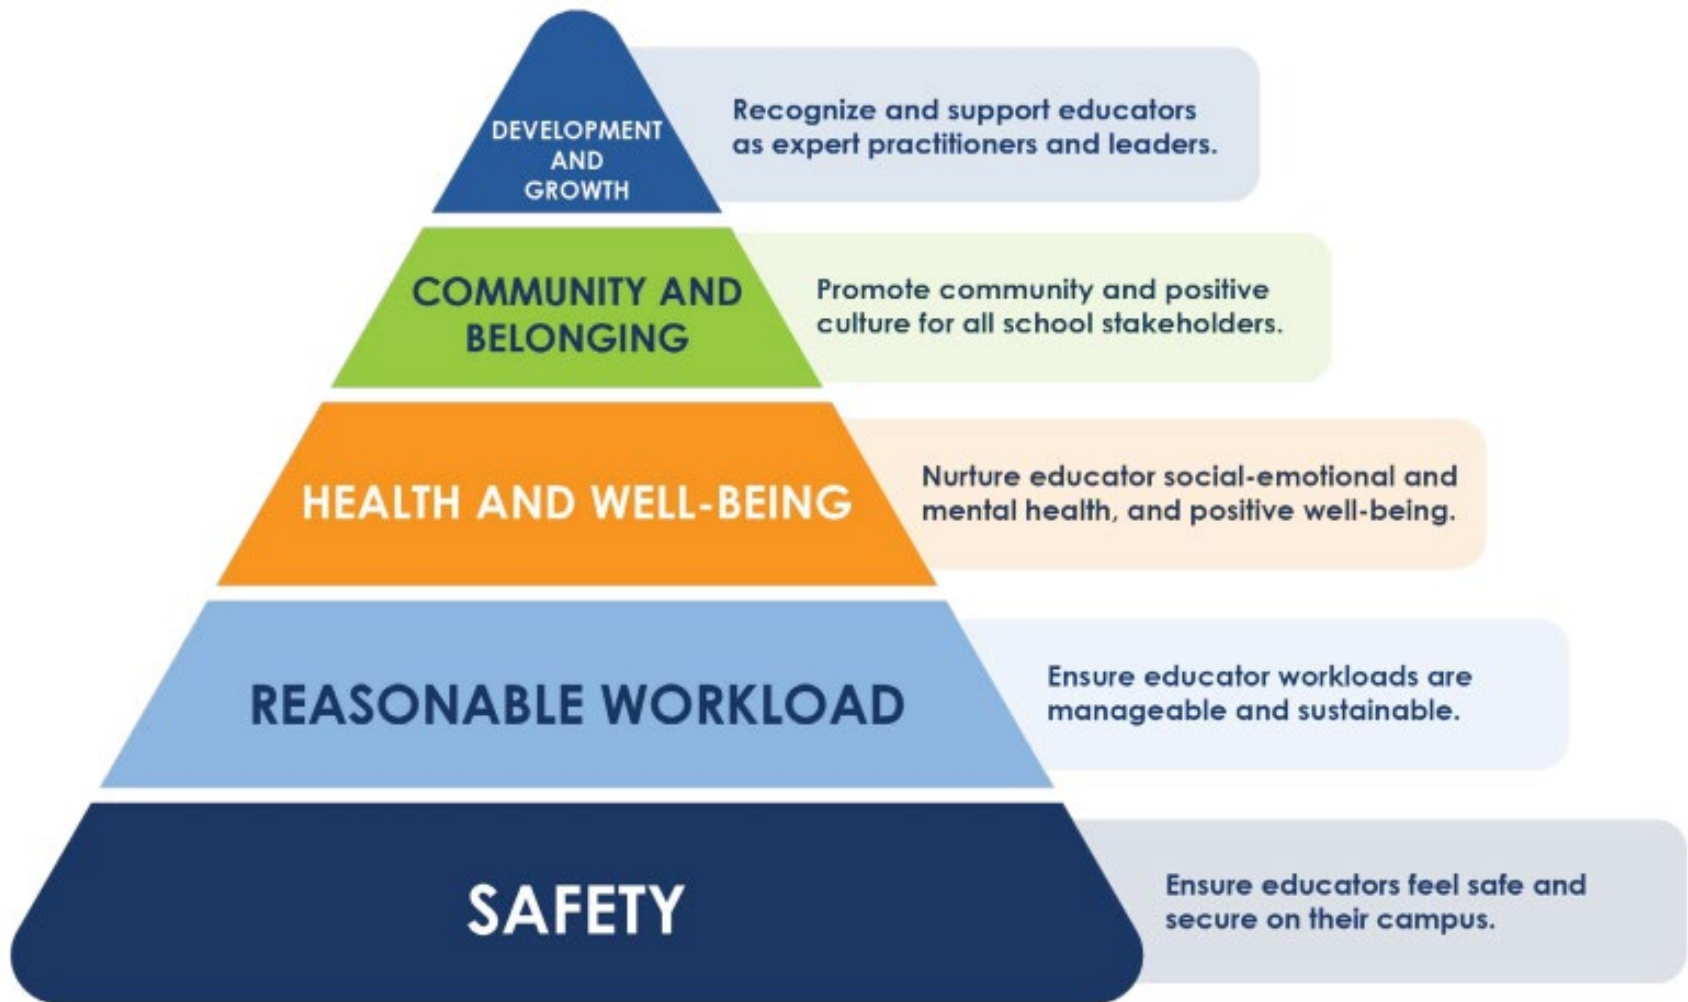 DEVELOPMENT
AND
GROWTH
Recognize and support educators
as expert practitioners and leaders.
COMMUNITY AND
BELONGING
Promote community and positive
culture for all school stakeholders.
HEALTH AND WELL-BEING
Nurture educator social-emotional and
mental health, and positive well-being.
REASONABLE WORKLOAD
Ensure educator workloads are
manageable and sustainable.
SAFETY
Ensure educators feel safe and
secure on their campus.